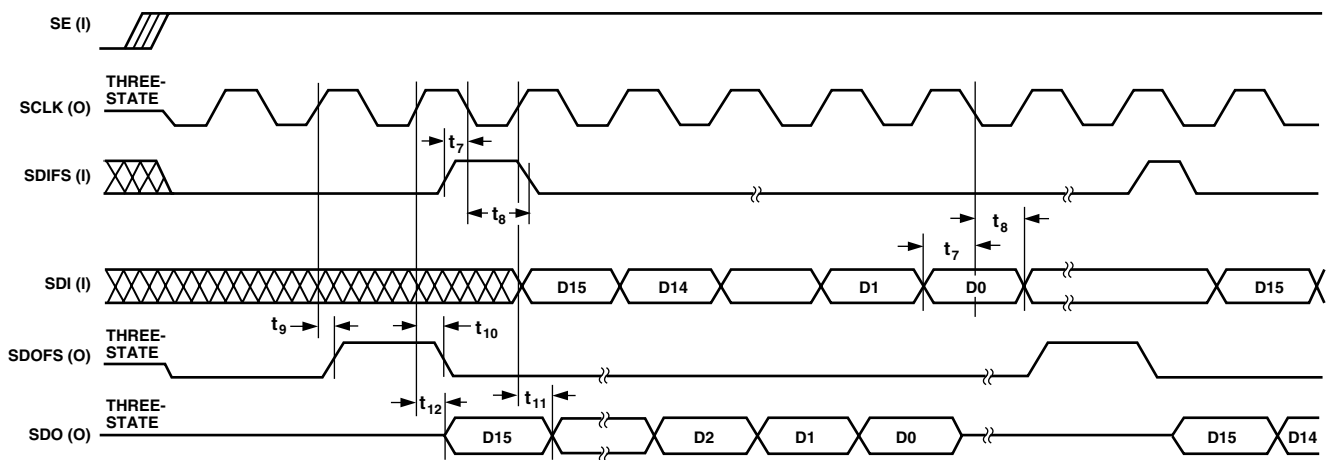 SE (I)
THREE-
STATE
SCLK (O)
t7
SDIFS (I)
t8
t8
t7
SDI (I)
D15
D14
D1
D0
D15
t9
t10
THREE-
STATE
SDOFS (O)
t12
t11
THREE-
STATE
SDO (O)
D15
D2
D1
D0
D15
D14